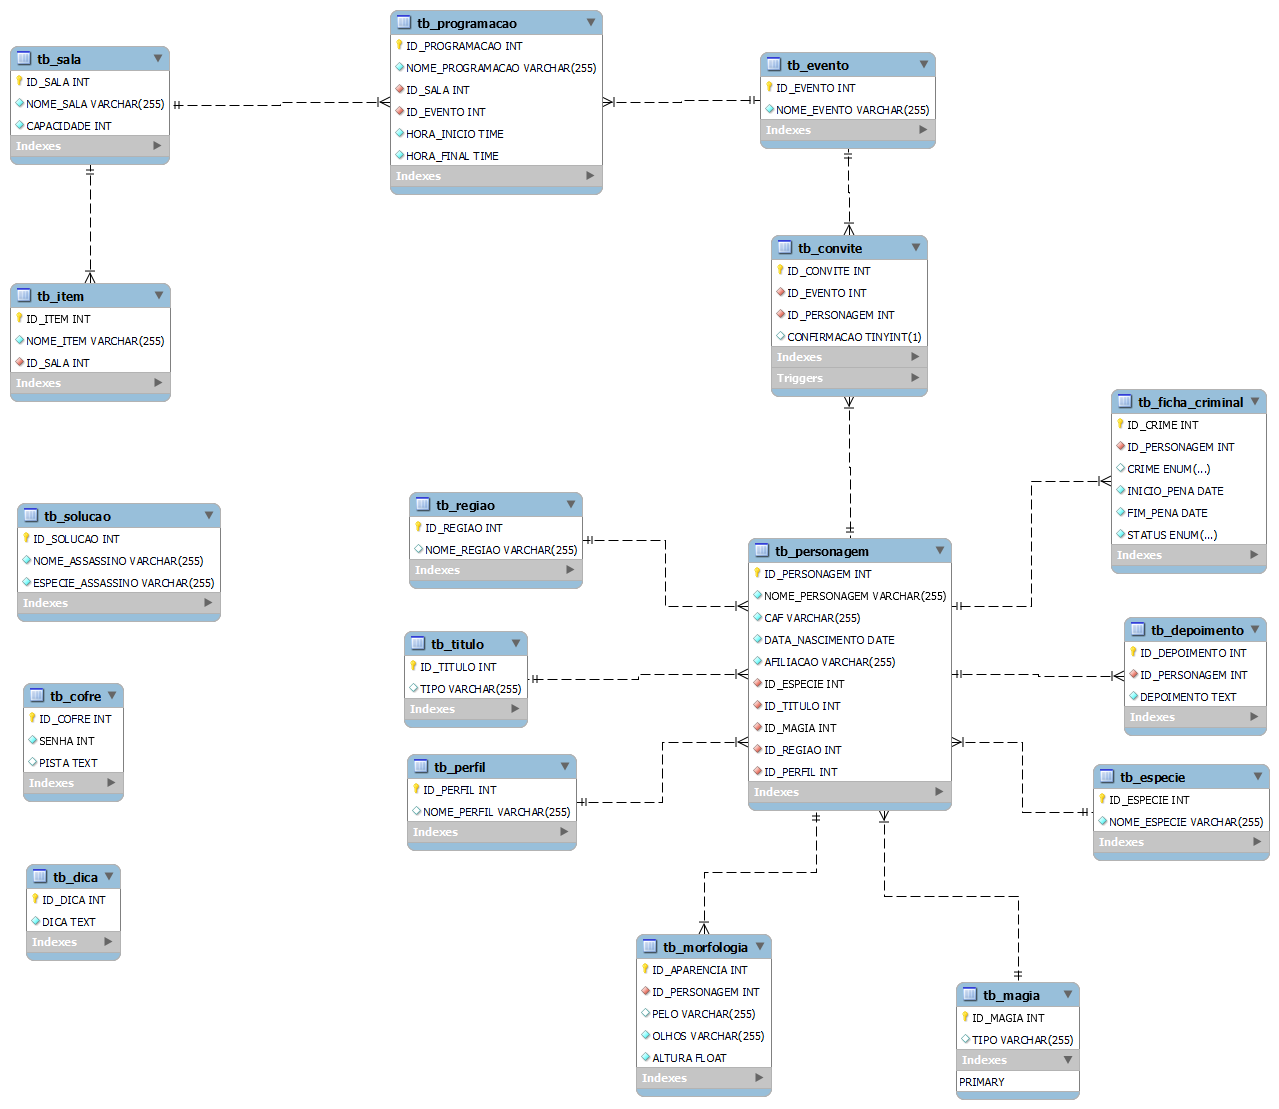 tb_programacao
ID_PROGRAMACAO INT
NOME_PROGRAMACAO VARCHAR(255)
ID_SALA INT
ID_EVENTO INT
HORA_INICIO TIME
HORA_FINAL TIME
Indexes
tb_sala
ID_SALA INT
NOME_SALA VARCHAR(255)
CAPACIDADE INT
Indexes
tb_evento
ID_EVENTO INT
NOME_EVENTO VARCHAR(255)
Indexes
tb_convite
ID_CONVITE INT
ID_EVENTO INT
ID_PERSONAGEM INT
CONFIRMACAO TINYINT(1)
Indexes
Triggers
tb_item
ID_ITEM INT
NOME_ITEM VARCHAR(255)
ID_SALA INT
Indexes
tb_ficha_criminal
ID_CRIME INT
ID_PERSONAGEM INT
CRIME ENUM(...)
INICIO_PENA DATE
FIM_PENA DATE
STATUS ENUM(...)
Indexes
tb_solucao
ID_SOLUCAO INT
NOME_ASSASSINO VARCHAR(255)
ESPECIE_ASSASSINO VARCHAR(255)
Indexes
tb_regiao
ID_REGIAO INT
NOME_REGIAO VARCHAR(255)
Indexes
tb_personagem
ID_PERSONAGEM INT
NOME_PERSONAGEM VARCHAR(255)
CAF VARCHAR(255)
DATA_NASCIMENTO DATE
AFILIACAO VARCHAR(255)
ID_ESPECIE INT
ID_TITULO INT
ID_MAGIA INT
ID_REGIAO INT
ID_PERFIL INT
Indexes
tb_titulo
ID_TITULO INT
TIPO VARCHAR(255)
Indexes
tb_depoimento
ID_DEPOIMENTO INT
ID_PERSONAGEM INT
DEPOIMENTO TEXT
Indexes
tb_cofre
ID_COFRE INT
SENHA INT
PISTA TEXT
Indexes
tb_perfil
ID_PERFIL INT
NOME_PERFIL VARCHAR(255)
Indexes
tb_especie
ID_ESPECIE INT
NOME_ESPECIE VARCHAR(255)
Indexes
tb_dica
ID_DICA INT
DICA TEXT
Indexes
tb_morfologia
ID_APARENCIA INT
ID_PERSONAGEM INT
PELO VARCHAR(255)
OLHOS VARCHAR(255)
ALTURA FLOAT
Indexes
tb_magia
ID_MAGIA INT
TIPO VARCHAR(255)
Indexes
PRIMARY